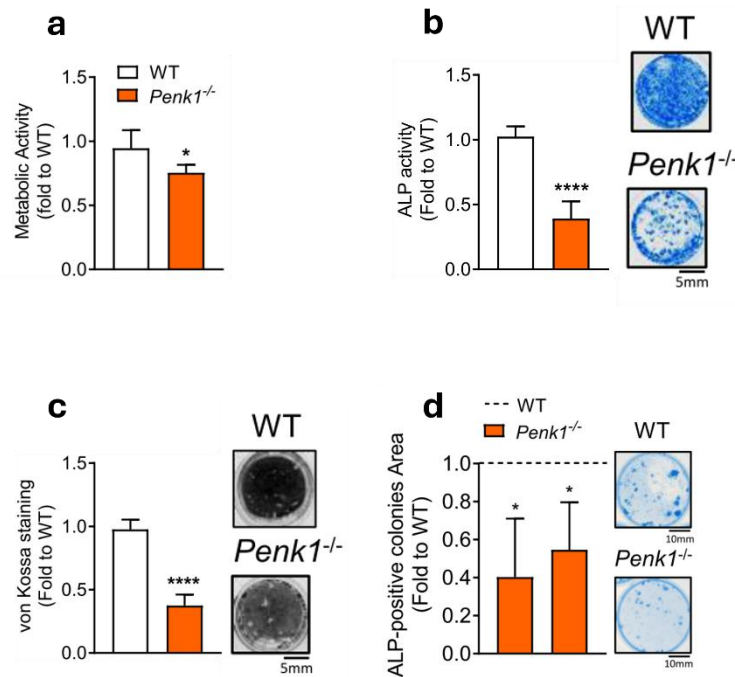 a
WT
Penk1-/-
1.5
1.0
0.5
0.0
Metabolic Activity
(fold to WT)
*
b
1.5
1.0
0.5
0.0
ALP activity
(Fold to WT)
****
WT
Penk1-/-
5mm
c
1.5
1.0
0.5
0.0
von Kossa staining
(Fold to WT)
****
WT
Penk1-/-
5mm
d
WT
Penk1-/-
1.0
0.8
0.6
0.4
0.2
0.0
ALP-positive colonies Area
(Fold to WT)
*
*
WT
10mm
Penk1-/-
10mm